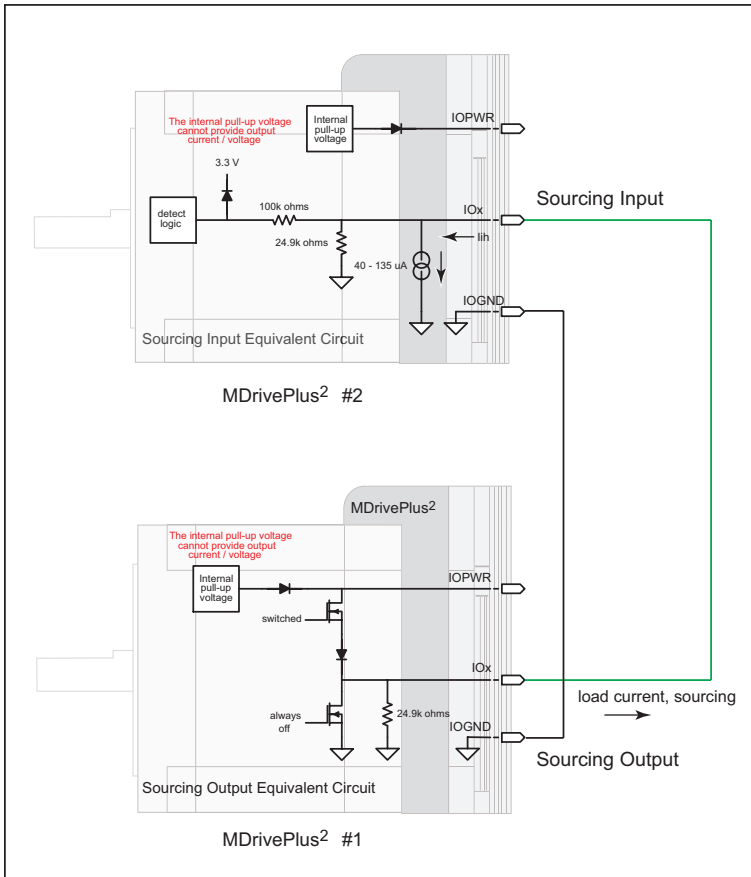 The internal pull-up voltage
cannot provide output
current / voltage
Internal
pull-up
voltage
IOPWR
3.3 V
detect
logic
100k ohms
24.9k ohms
40 - 135 uA
IOx
Iih
IOGND
Sourcing Input
Sourcing Input Equivalent Circuit
MDrivePlus² #2
MDrivePlus²
The internal pull-up voltage
cannot provide output
current / voltage
Internal
pull-up
voltage
IOPWR
switched
IOx
always
off
24.9k ohms
IOGND
load current, sourcing
Sourcing Output
Sourcing Output Equivalent Circuit
MDrivePlus² #1